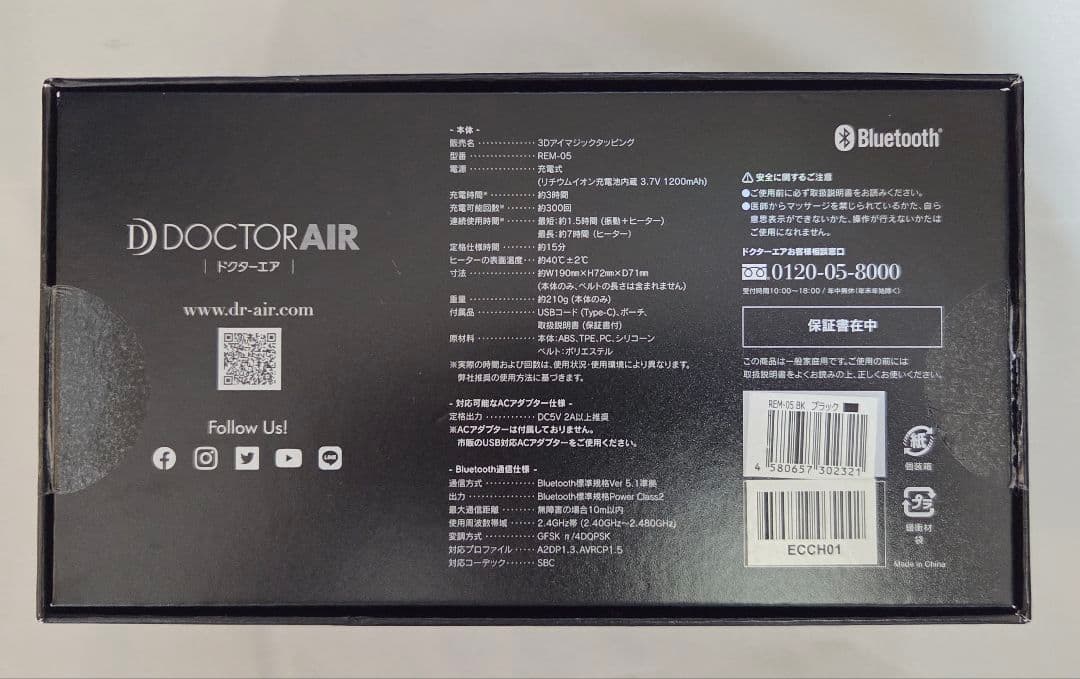 DOCTORAIR
| ドクターエア |
www.dr-air.com
Follow Us!
LINE
- 本体 -
販売名 ・・・・・・・・・・・・・ 3Dアイマジックタッピング
型番 ・・・・・・・・・・・・・・・ REM-05
電源 ・・・・・・・・・・・・・・・ 充電式
(リチウムイオン充電池内蔵 3.7V 1200mAh)
充電時間* ・・・・・・・・・・ 約3時間
充電可能回数* ・・・・・・ 約300回
連続使用時間* ・・・・・・ 最短:約1.5時間 (振動+ヒーター)
最長:約7時間 (ヒーター)
定格仕様時間 ・・・・・・・ 約15分
ヒーターの表面温度・・・ 約40℃±2℃
寸法 ・・・・・・・・・・・・・・・ 約W190mm×H72mm×D71mm
(本体のみ、ベルトの長さは含まれません)
重量 ・・・・・・・・・・・・・・・ 約210g (本体のみ)
付属品 ・・・・・・・・・・・・・ USBコード (Type-C)、ポーチ、
取扱説明書 (保証書付)
原材料 ・・・・・・・・・・・・・ 本体:ABS、TPE、PC、シリコーン
ベルト:ポリエステル
※実際の時間および回数は、使用状況・使用環境により異なります。
弊社推奨の使用方法に基づきます。
- 対応可能なACアダプター仕様 -
定格出力 ・・・・・・・・・・・ DC5V 2A以上推奨
※ACアダプターは付属しておりません。
市販のUSB対応ACアダプターをご使用ください。
- Bluetooth通信仕様 -
通信方式 ・・・・・・・・・・・ Bluetooth標準規格Ver 5.1準拠
出力 ・・・・・・・・・・・・・・・ Bluetooth標準規格Power Class2
最大通信距離 ・・・・・・・ 無障害の場合10m以内
使用周波数帯域 ・・・・・ 2.4GHz帯 (2.40GHz~2.480GHz)
変調方式 ・・・・・・・・・・・ GFSK π/4DQPSK
対応プロファイル ・・・・ A2DP1.3、AVRCP1.5
対応コーデック・・・・・・ SBC
Bluetooth®
⚠ 安全に関するご注意
●ご使用前に必ず取扱説明書をお読みください。
●医師からマッサージを禁じられているかた、自ら
意思表示ができないかた、操作が行えないかたは
ご使用になれません。
ドクターエアお客様相談窓口
0120-05-8000
受付時間10:00~18:00 / 年中無休(年末年始除く)
保証書在中
この商品は一般家庭用です。ご使用の前には
取扱説明書をよくお読みの上、正しくお使いください。
REM-05 BK ブラック
4 580657 302321
ECCH01
紙
個装箱
プラ
緩衝材
袋
Made in China